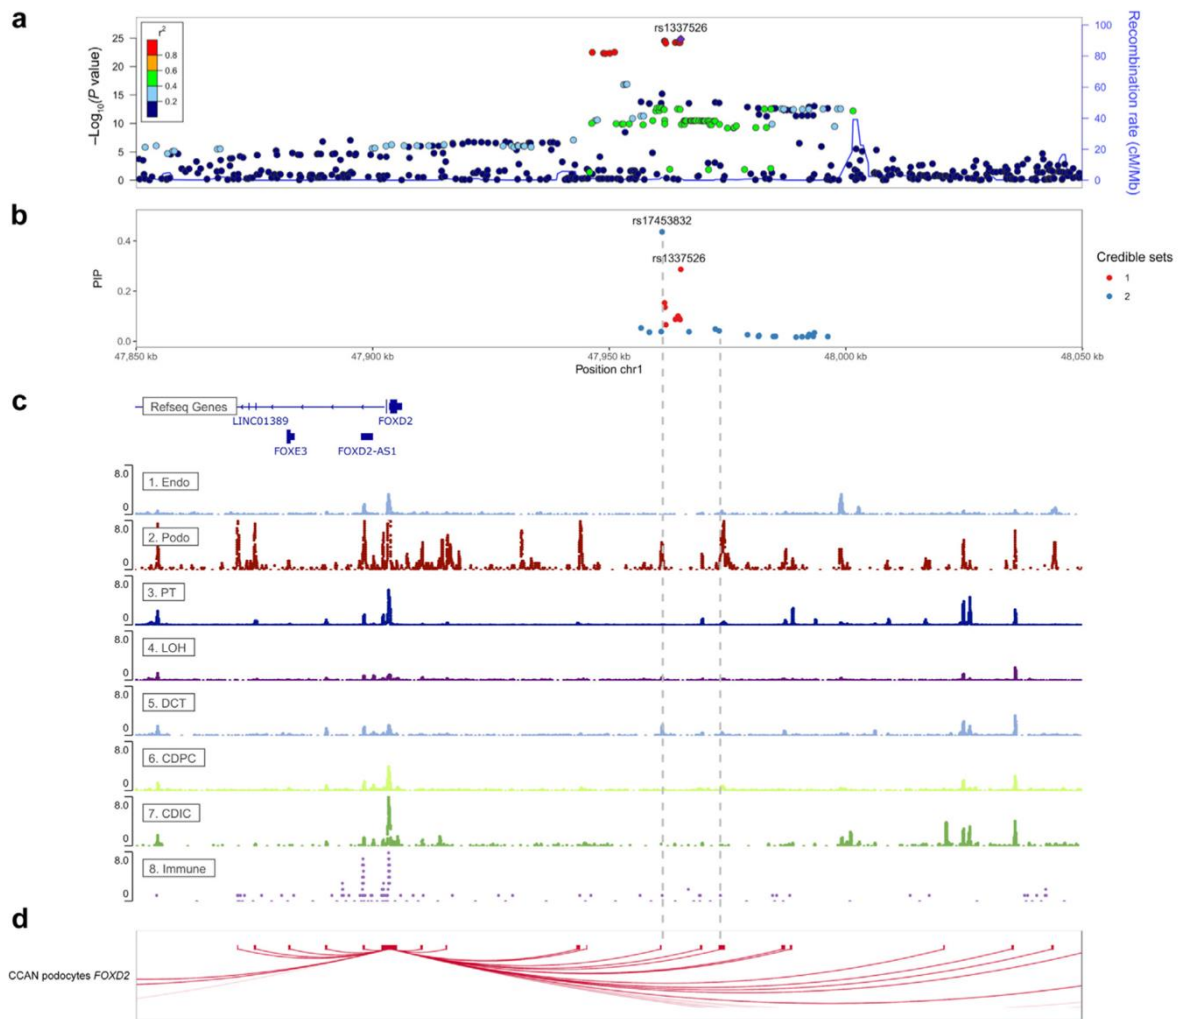 a
rs1337526
r²
0.8
0.6
0.4
0.2
25
20
15
10
5
0
−Log₁₀(P value)
100
80
60
40
20
0
Recombination rate (cM/Mb)
b
rs17453832
rs1337526
0.4
0.2
0.0
PIP
Credible sets
1
2
47,850 kb 47,900 kb 47,950 kb 48,000 kb 48,050 kb
Position chr1
c
Refseq Genes
LINC01389 FOXD2
FOXE3 FOXD2-AS1
8.0
1. Endo
0
8.0
2. Podo
0
8.0
3. PT
0
8.0
4. LOH
0
8.0
5. DCT
0
8.0
6. CDPC
0
8.0
7. CDIC
0
8.0
8. Immune
0
d
CCAN podocytes FOXD2